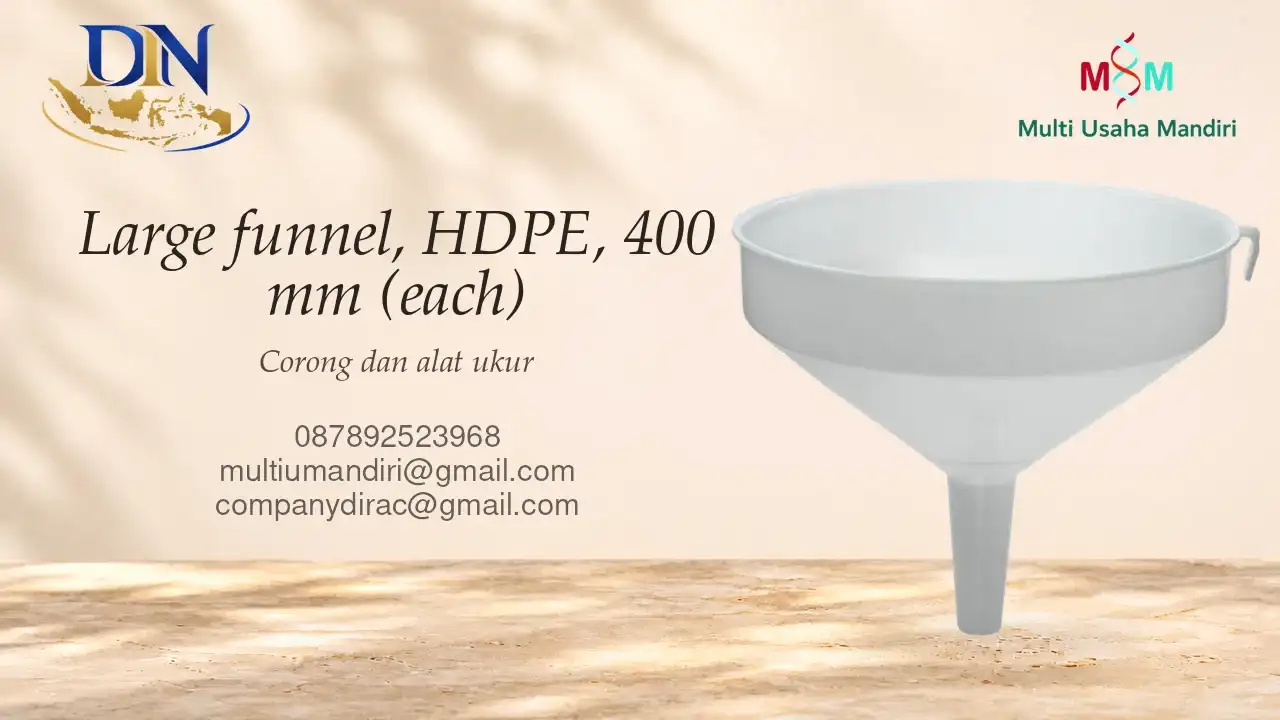 DN
M M
Multi Usaha Mandiri
Large funnel, HDPE, 400
mm (each)
Corong dan alat ukur
087892523968
multiumandiri@gmail.com
companydirac@gmail.com